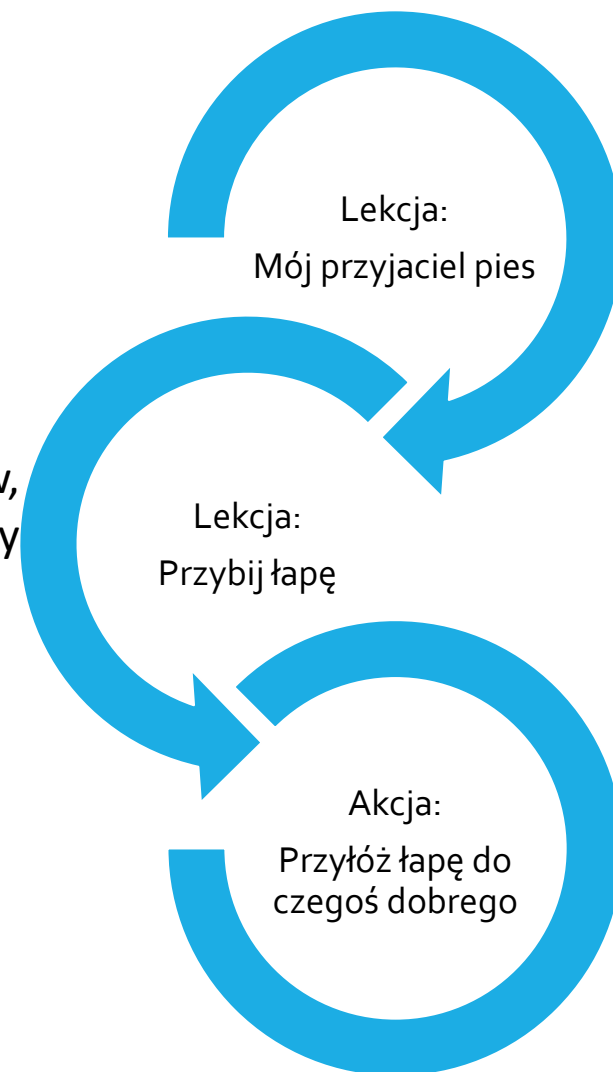 Lekcja:
Mój przyjaciel pies
Lekcja:
Przybij łapę
Akcja:
Przyłóż łapę do
czegoś dobrego